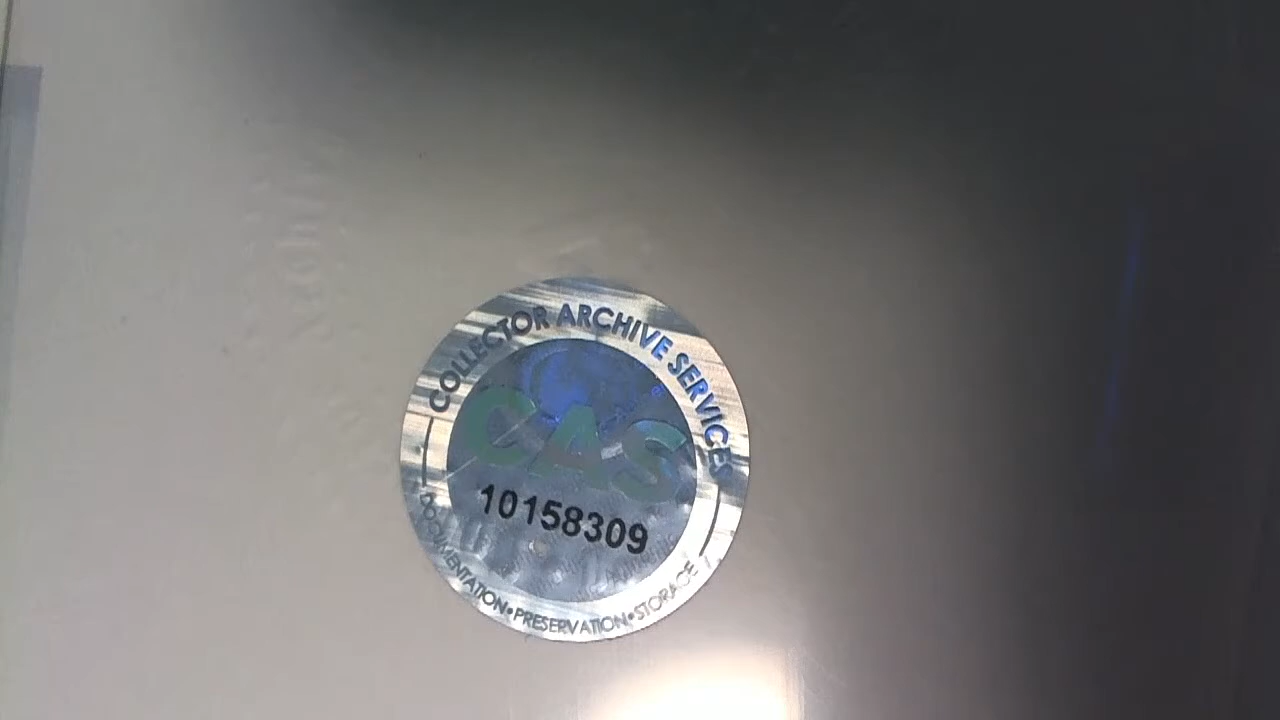 COLLECTOR ARCHIVE SERVICES
CAS
10158309
DOCUMENTATION•PRESERVATION•STORAGE